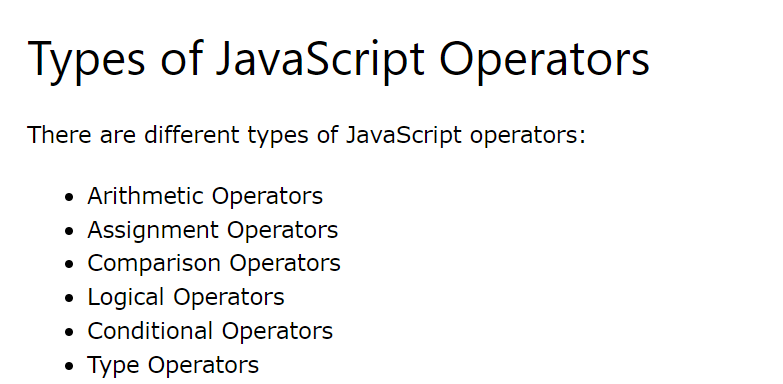 Types of JavaScript Operators
There are different types of JavaScript operators:
Arithmetic Operators
Assignment Operators
Comparison Operators
Logical Operators
Conditional Operators
Type Operators